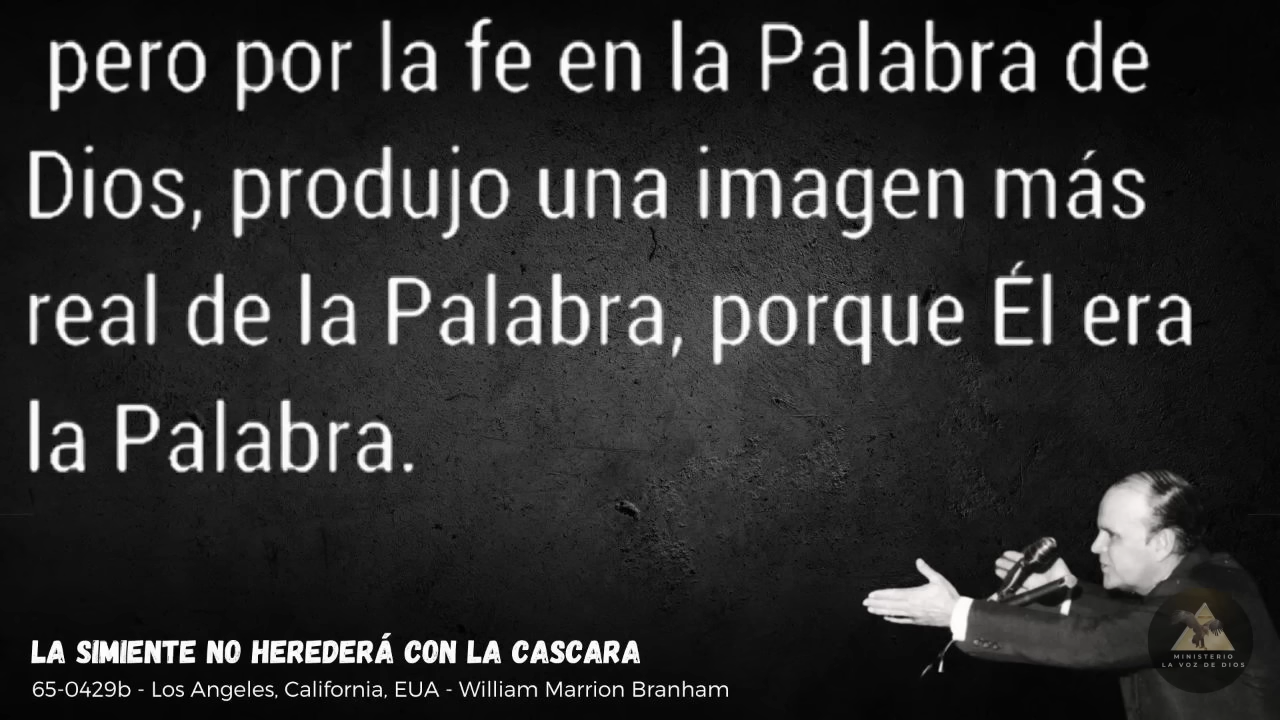 pero por la fe en la Palabra de
Dios, produjo una imagen más
real de la Palabra, porque Él era
la Palabra.
LA SIMIENTE NO HEREDERÁ CON LA CASCARA
65-0429b - Los Angeles, California, EUA - William Marrion Branham
MINISTERIO
LA VOZ DE DIOS